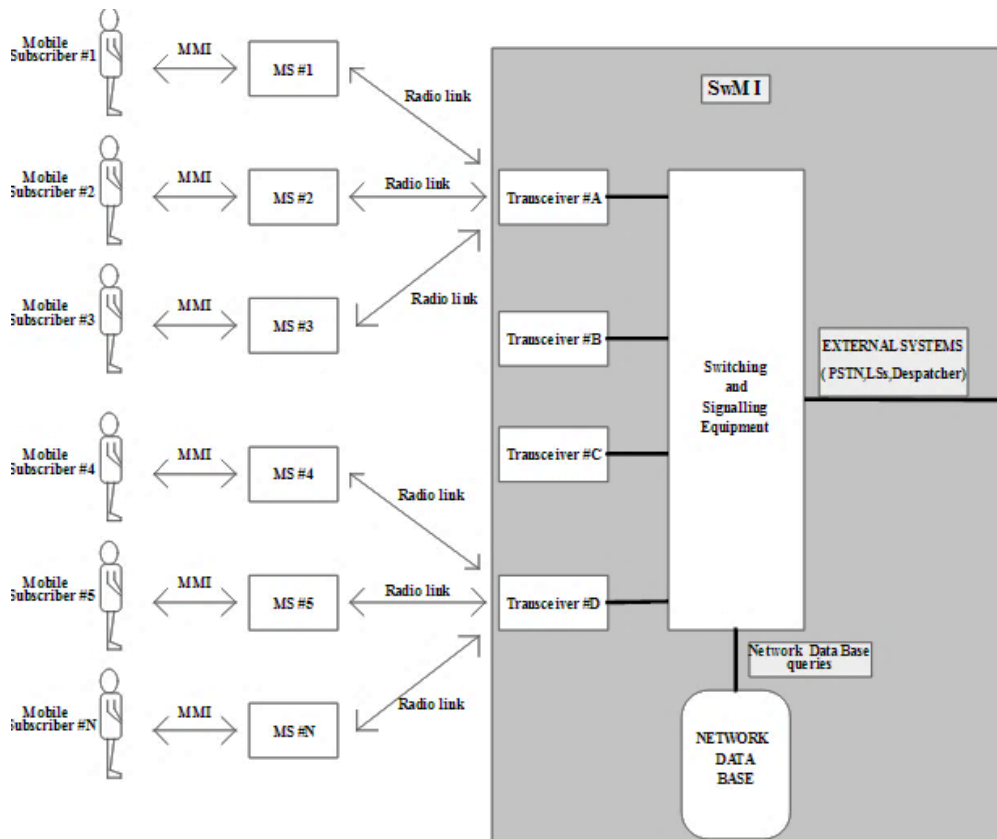 Mobile
Subscriber #1
MMI
MS #1
Radio link
SwM I
Mobile
Subscriber #2
MMI
MS #2
Radio link
Transceiver #A
Mobile
Subscriber #3
MMI
MS #3
Radio link
Transceiver #B
Switching
and
Signalling
Equipment
EXTERNAL SYSTEMS
( PSTN,LSs,Despatcher)
Mobile
Subscriber #4
MMI
MS #4
Radio link
Transceiver #C
Mobile
Subscriber #5
MMI
MS #5
Radio link
Transceiver #D
Network Data Base
queries
Mobile
Subscriber #N
MMI
MS #N
Radio link
NETWORK
DATA
BASE